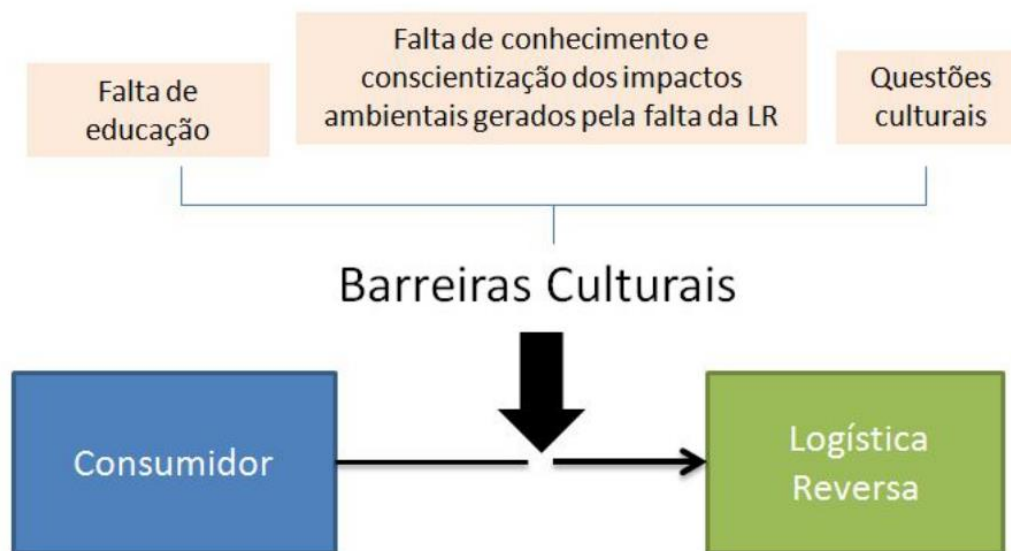 Falta de
educação
Falta de conhecimento e
conscientização dos impactos
ambientais gerados pela falta da LR
Questões
culturais
Barreiras Culturais
Consumidor
Logística
Reversa